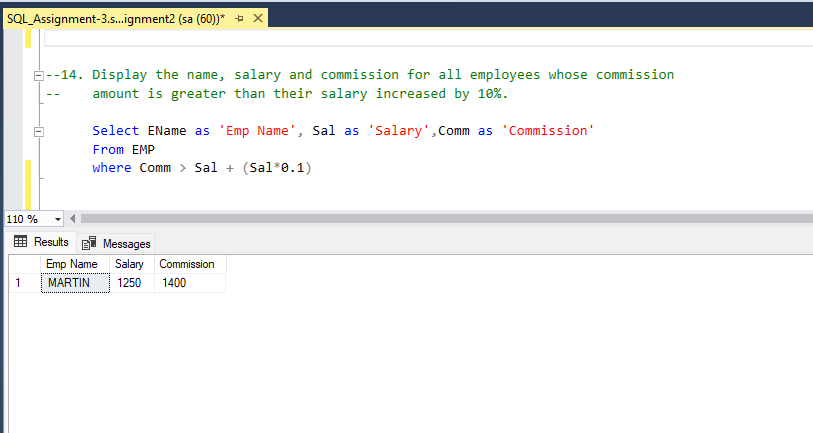 SQL_Assignment-3.s...ignment2 (sa (60))*
--14. Display the name, salary and commission for all employees whose commission
-- amount is greater than their salary increased by 10%.
Select EName as 'Emp Name', Sal as 'Salary',Comm as 'Commission'
From EMP
where Comm > Sal + (Sal*0.1)
110 %
Results Messages
Emp Name Salary Commission
1 MARTIN 1250 1400